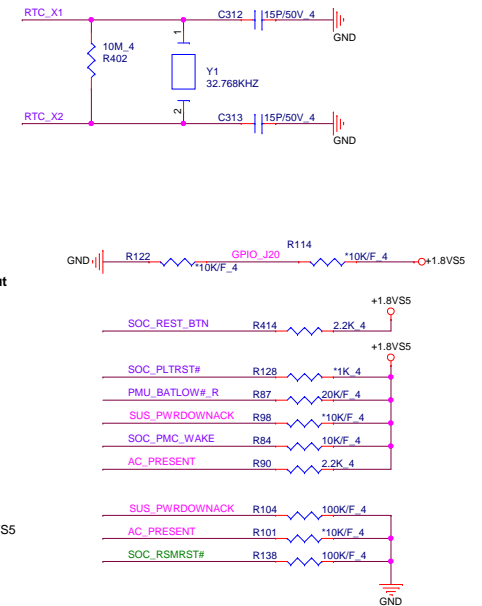 RTC_X1
C312
15P/50V_4
GND
10M_4
R402
1
Y1
32.768KHZ
2
RTC_X2
C313
15P/50V_4
GND
GND
R122
*10K/F_4
GPIO_J20
R114
*10K/F_4
+1.8VS5
ut
+1.8VS5
SOC_REST_BTN R414 2.2K_4
+1.8VS5
SOC_PLTRST# R128 *1K_4
PMU_BATLOW#_R R87 20K/F_4
SUS_PWRDOWNACK R98 *10K/F_4
SOC_PMC_WAKE R84 10K/F_4
AC_PRESENT R90 2.2K_4
SUS_PWRDOWNACK R104 100K/F_4
VS5
AC_PRESENT R101 *10K/F_4
SOC_RSMRST# R138 100K/F_4
GND